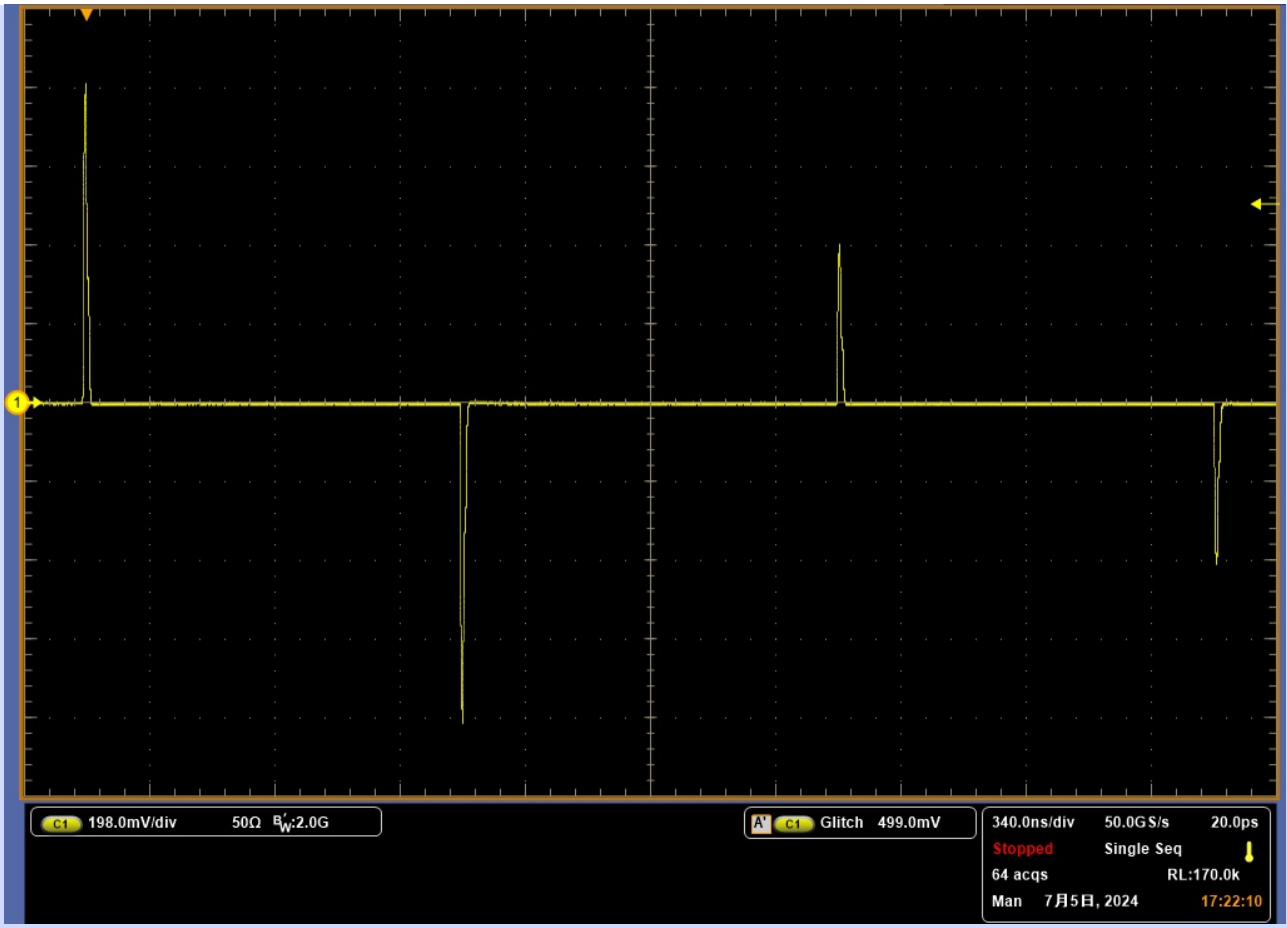 1
C1 198.0mV/div 50Ω B'W:2.0G
A' C1 Glitch 499.0mV
340.0ns/div 50.0GS/s 20.0ps
Stopped Single Seq
64 acqs RL:170.0k
Man 7月5日, 2024 17:22:10